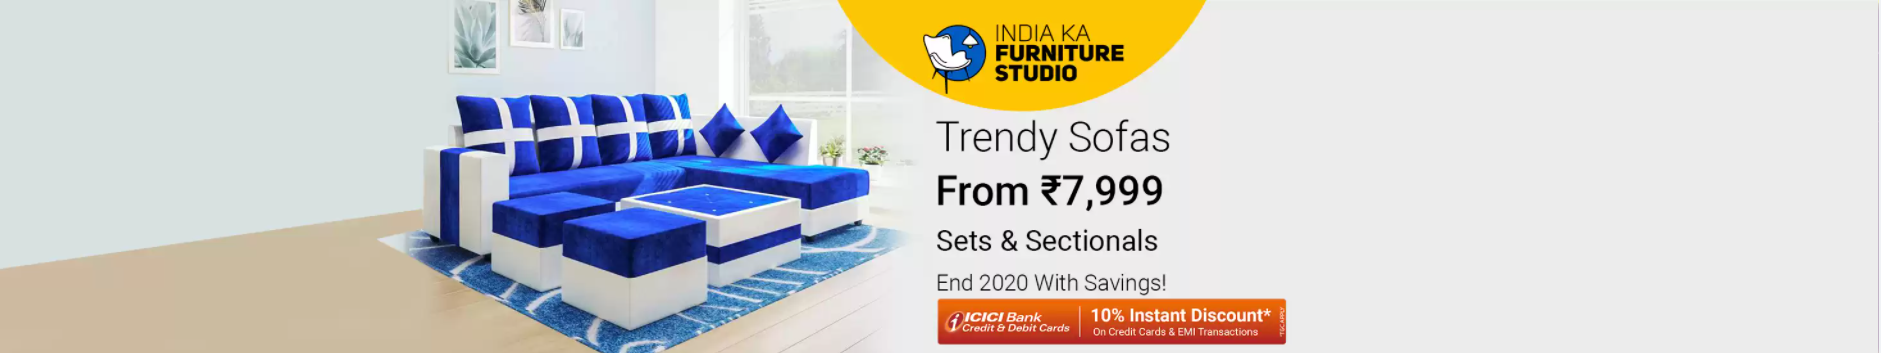 INDIA KA
FURNITURE
STUDIO
Trendy Sofas
From ₹7,999
Sets & Sectionals
End 2020 With Savings!
ICICI Bank
Credit & Debit Cards
10% Instant Discount*
On Credit Cards & EMI Transactions
*T&C APPLY